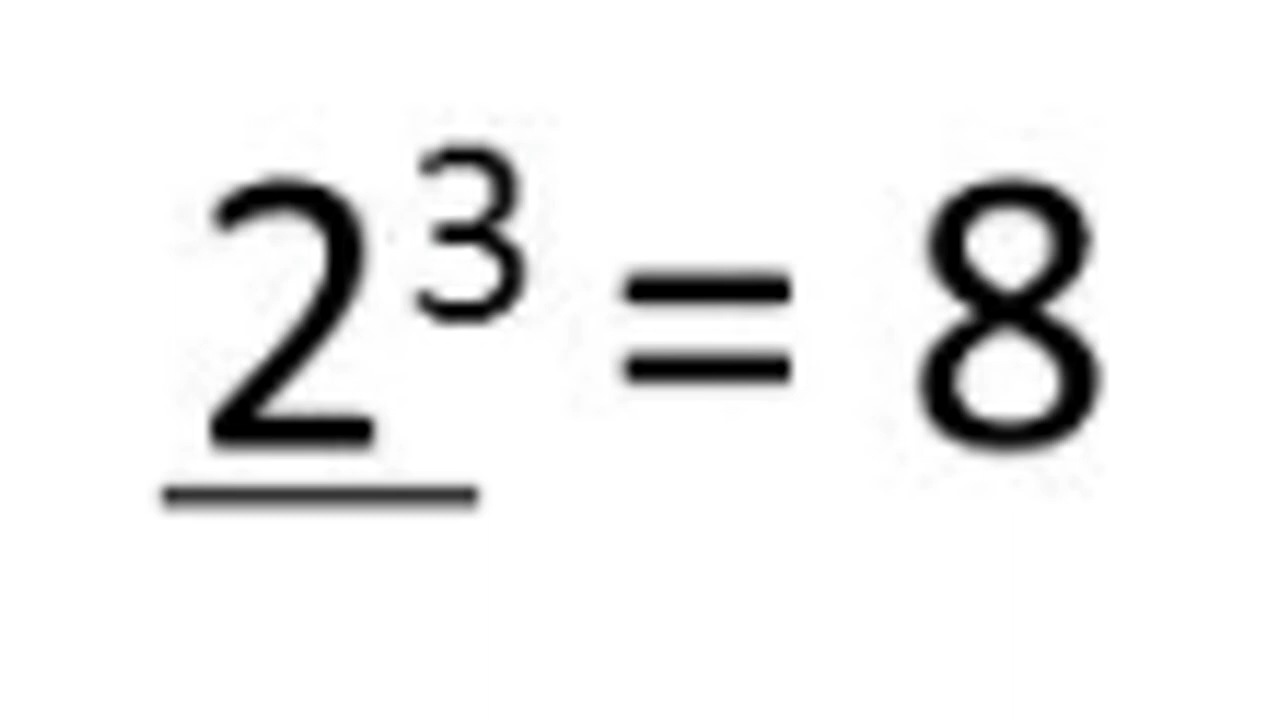 2³ = 8